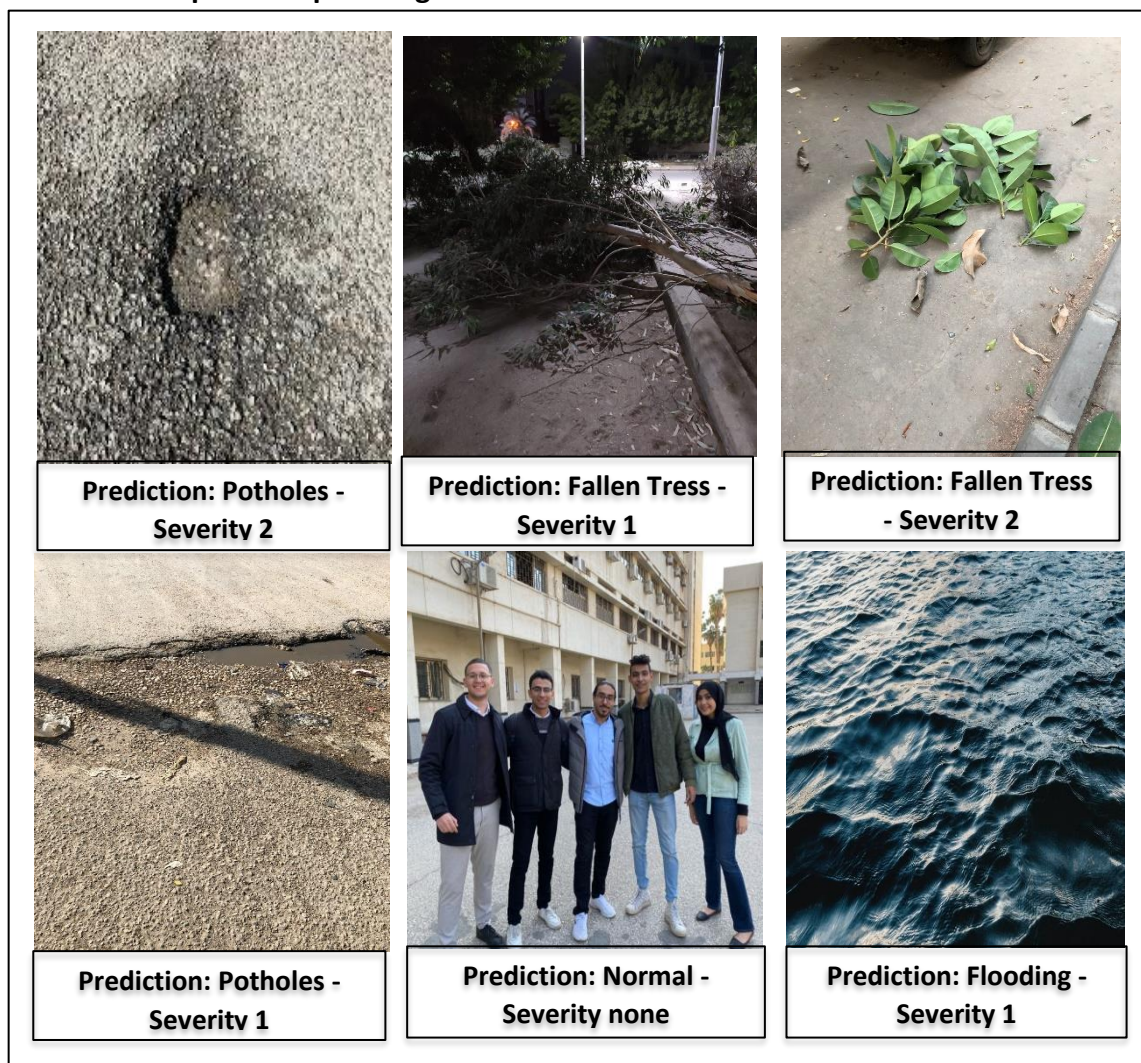 Prediction: Potholes -
Severity 2
Prediction: Fallen Tress -
Severity 1
Prediction: Fallen Tress
- Severity 2
Prediction: Potholes -
Severity 1
Prediction: Normal -
Severity none
Prediction: Flooding -
Severity 1